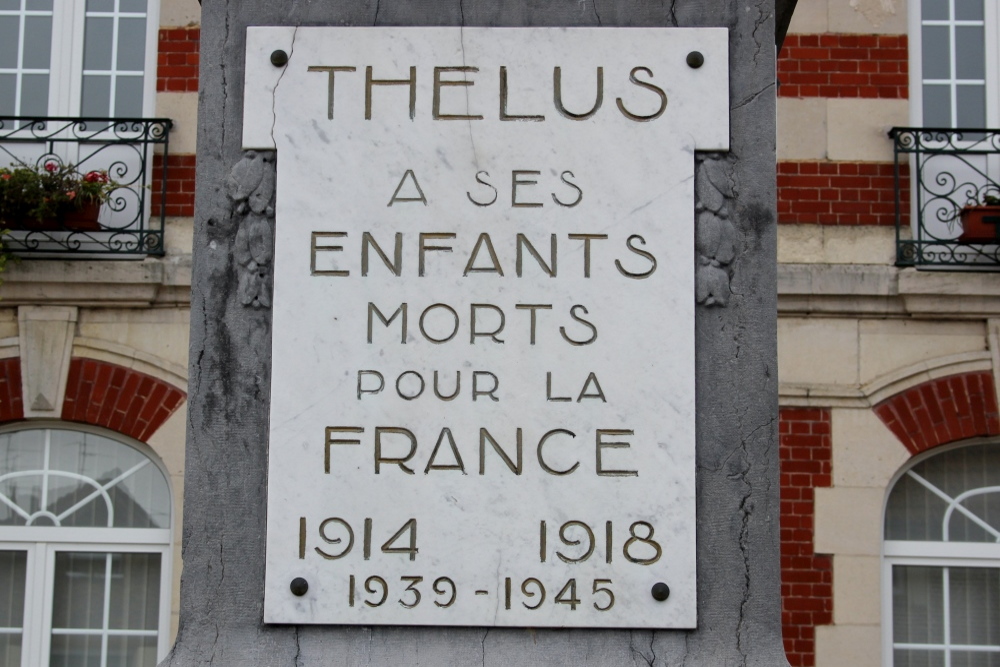 THELUS
A SES
ENFANTS
MORTS
POUR LA
FRANCE
1914 1918
1939-1945